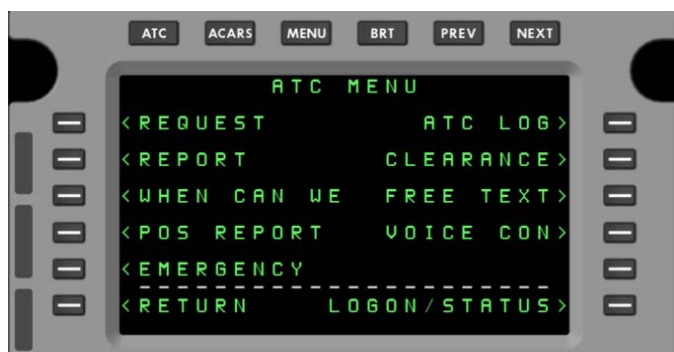 ATC ACARS MENU BRT PREV NEXT
ATC MENU
<REQUEST ATC LOG>
<REPORT CLEARANCE>
<WHEN CAN WE FREE TEXT>
<POS REPORT VOICE CON>
<EMERGENCY
<RETURN LOGON/STATUS>